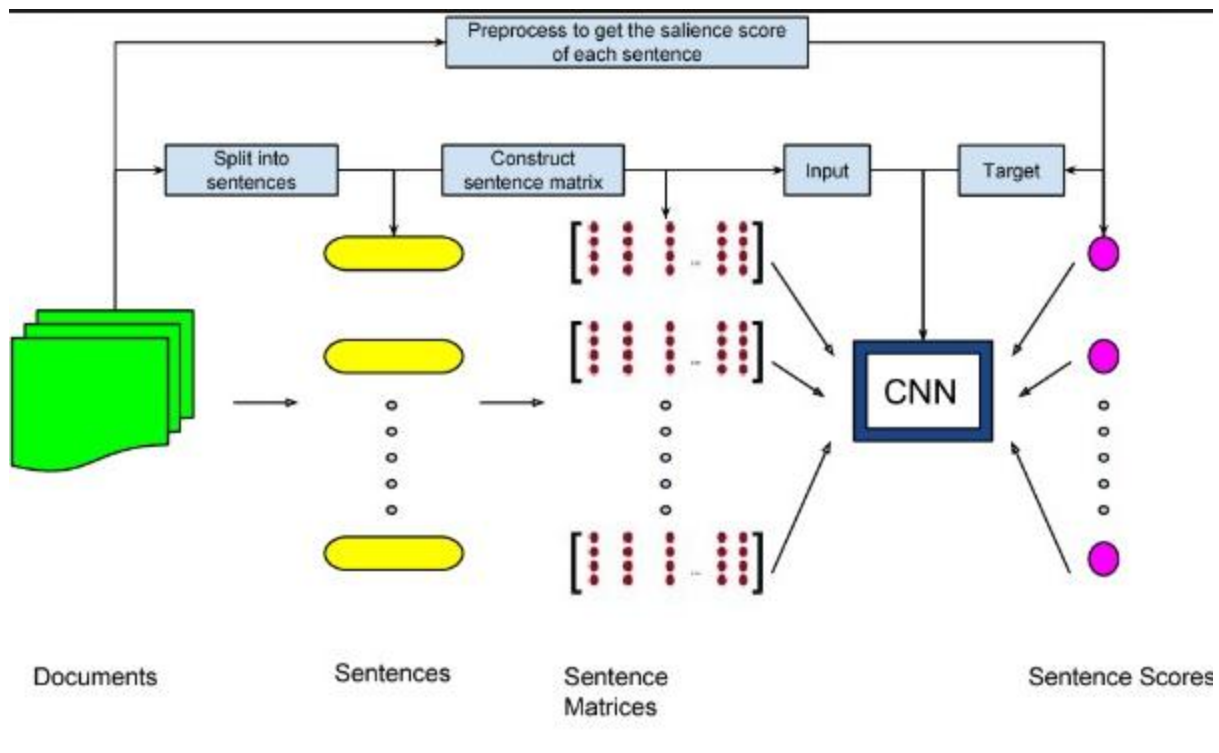 Preprocess to get the salience score
of each sentence
Split into
sentences
Construct
sentence matrix
Input
Target
...
...
CNN
...
Documents
Sentences
Sentence
Matrices
Sentence Scores